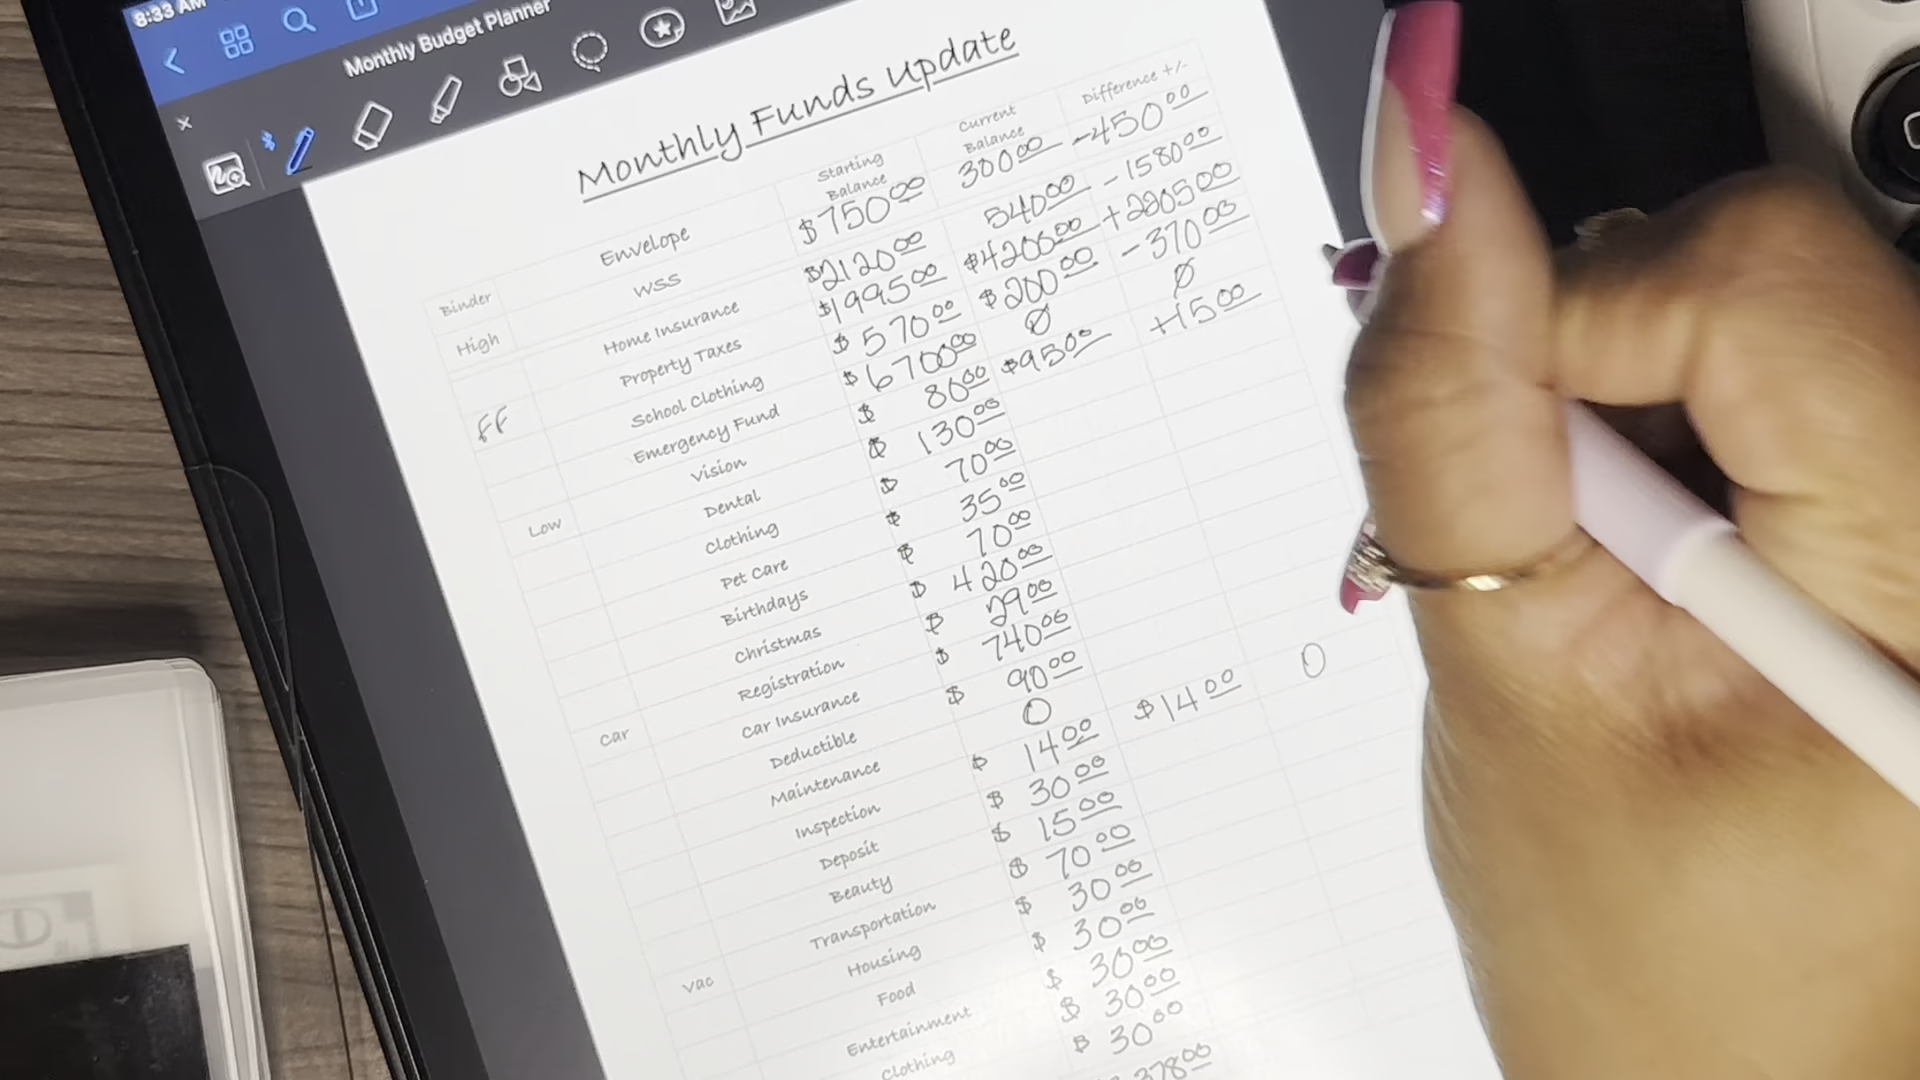 8:33 AM
Monthly Budget Planner
Monthly Funds Update
Binder Envelope Starting Balance Current Balance Difference +/-
High WSS $750.00 300.00 -450.00
Home Insurance $2120.00 540.00 -1580.00
FF Property Taxes $1995.00 $4200.00 +2205.00
School Clothing $570.00 $200.00 -370.00
Emergency Fund $6700.00 0 0
Low Vision $80.00 $95.00 +15.00
Dental $130.00
Clothing $70.00
Pet Care $35.00
Birthdays $70.00
Christmas $420.00
Car Registration $29.00
Car Insurance $740.00
Deductible $90.00
Maintenance 0
Inspection $14.00 $14.00 0
Deposit $30.00
Beauty $15.00
Vac Transportation $70.00
Housing $30.00
Food $30.00
Entertainment $30.00
Clothing $30.00
$30.00
378.00